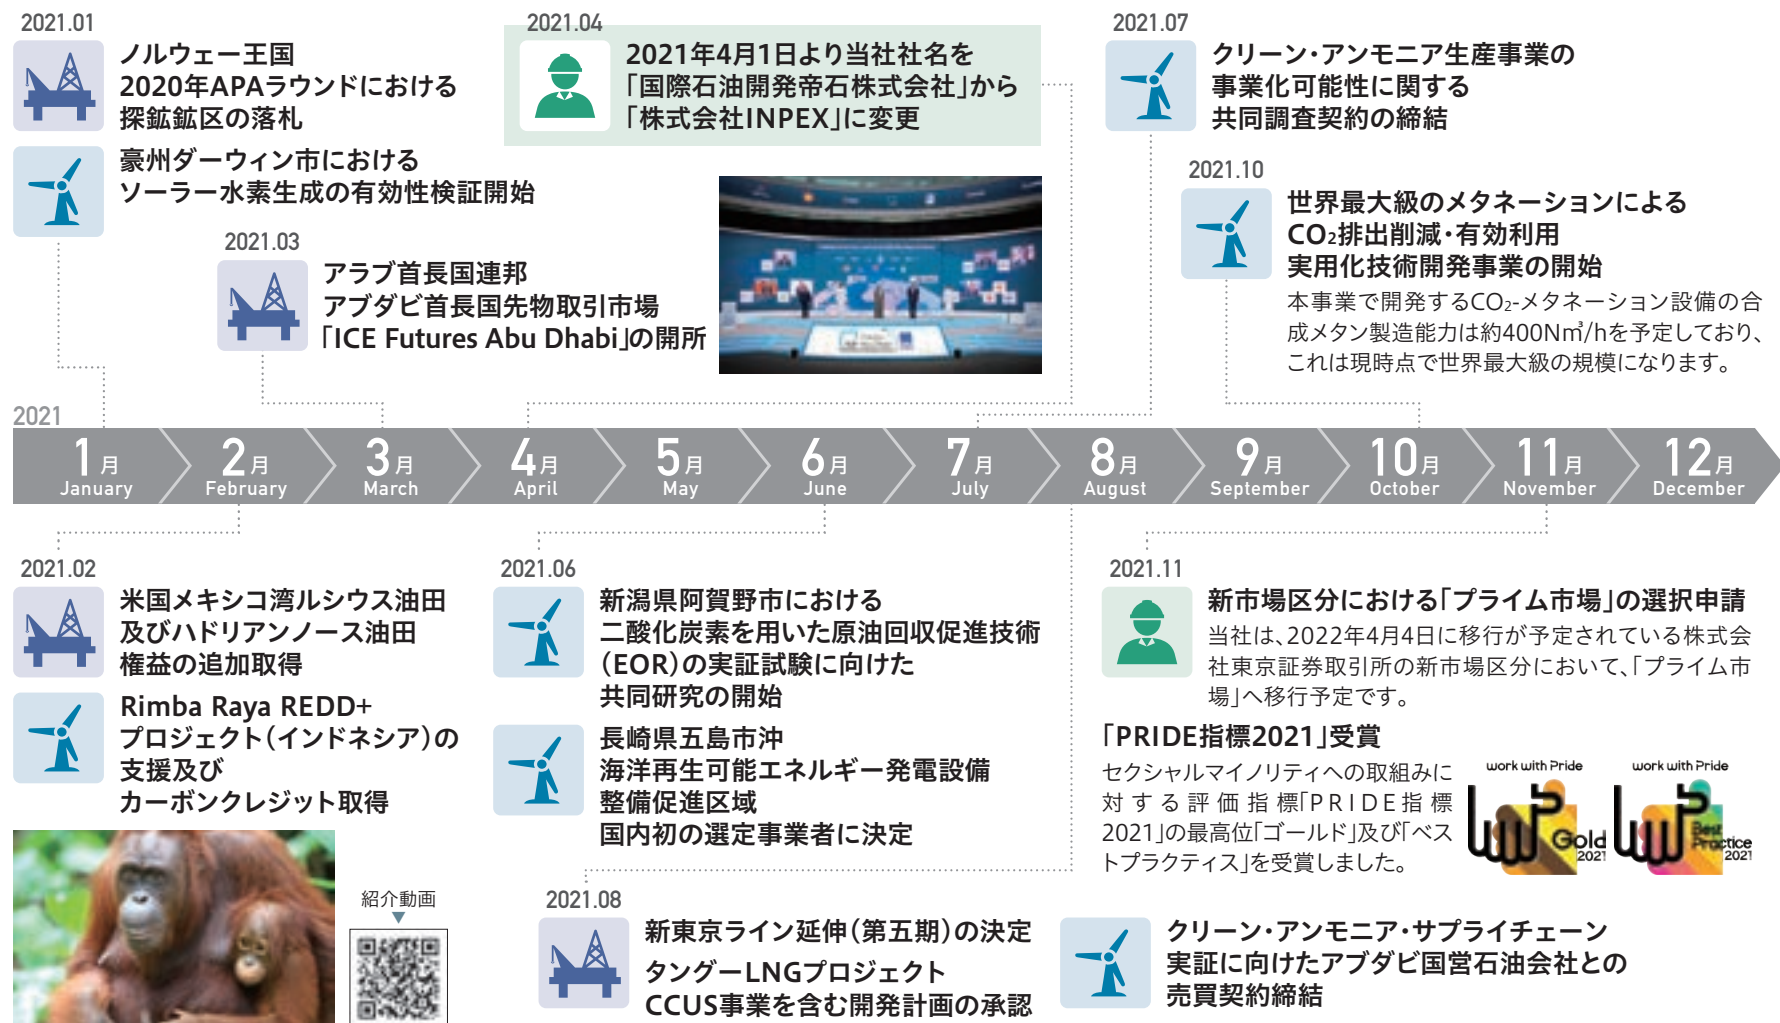 2021.01
ノルウェー王国
2020年APAラウンドにおける
探鉱鉱区の落札
豪州ダーウィン市における
ソーラー水素生成の有効性検証開始
2021.03
アラブ首長国連邦
アブダビ首長国先物取引市場
「ICE Futures Abu Dhabi」の開所
2021.04
2021年4月1日より当社社名を
「国際石油開発帝石株式会社」から
「株式会社INPEX」に変更
2021.07
クリーン・アンモニア生産事業の
事業化可能性に関する
共同調査契約の締結
2021.10
世界最大級のメタネーションによる
CO₂排出削減・有効利用
実用化技術開発事業の開始
本事業で開発するCO₂-メタネーション設備の合
成メタン製造能力は約400N㎥/hを予定しており、
これは現時点で世界最大級の規模になります。
2021
1月
January
2月
February
3月
March
4月
April
5月
May
6月
June
7月
July
8月
August
9月
September
10月
October
11月
November
12月
December
2021.02
米国メキシコ湾ルシウス油田
及びハドリアンノース油田
権益の追加取得
Rimba Raya REDD+
プロジェクト（インドネシア）の
支援及び
カーボンクレジット取得
紹介動画
2021.06
新潟県阿賀野市における
二酸化炭素を用いた原油回収促進技術
（EOR）の実証試験に向けた
共同研究の開始
長崎県五島市沖
海洋再生可能エネルギー発電設備
整備促進区域
国内初の選定事業者に決定
2021.08
新東京ライン延伸（第五期）の決定
タングーLNGプロジェクト
CCUS事業を含む開発計画の承認
クリーン・アンモニア・サプライチェーン
実証に向けたアブダビ国営石油会社との
売買契約締結
2021.11
新市場区分における「プライム市場」の選択申請
当社は、2022年4月4日に移行が予定されている株式会
社東京証券取引所の新市場区分において、「プライム市
場」へ移行予定です。
「PRIDE指標2021」受賞
セクシャルマイノリティへの取組みに
対する評価指標「PRIDE指標
2021」の最高位「ゴールド」及び「ベス
トプラクティス」を受賞しました。
work with Pride
Gold
2021
work with Pride
Best
Practice
2021